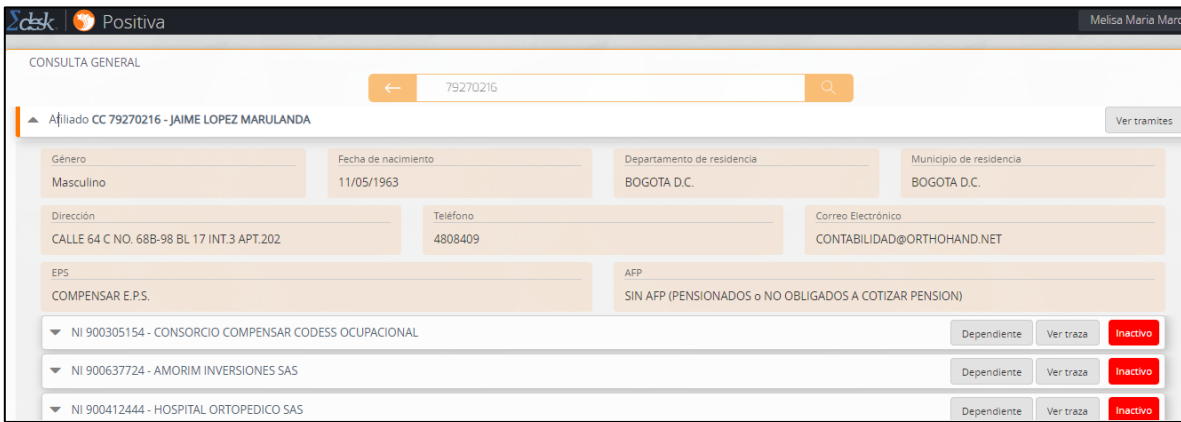 Σdesk. Positiva Melisa Maria Marq
CONSULTA GENERAL
79270216
Afiliado CC 79270216 - JAIME LOPEZ MARULANDA Ver tramites
Género Fecha de nacimiento Departamento de residencia Municipio de residencia
Masculino 11/05/1963 BOGOTA D.C. BOGOTA D.C.
Dirección Teléfono Correo Electrónico
CALLE 64 C NO. 68B-98 BL 17 INT.3 APT.202 4808409 CONTABILIDAD@ORTHOHAND.NET
EPS AFP
COMPENSAR E.P.S. SIN AFP (PENSIONADOS o NO OBLIGADOS A COTIZAR PENSION)
NI 900305154 - CONSORCIO COMPENSAR CODESS OCUPACIONAL Dependiente Ver traza Inactivo
NI 900637724 - AMORIM INVERSIONES SAS Dependiente Ver traza Inactivo
NI 900412444 - HOSPITAL ORTOPEDICO SAS Dependiente Ver traza Inactivo